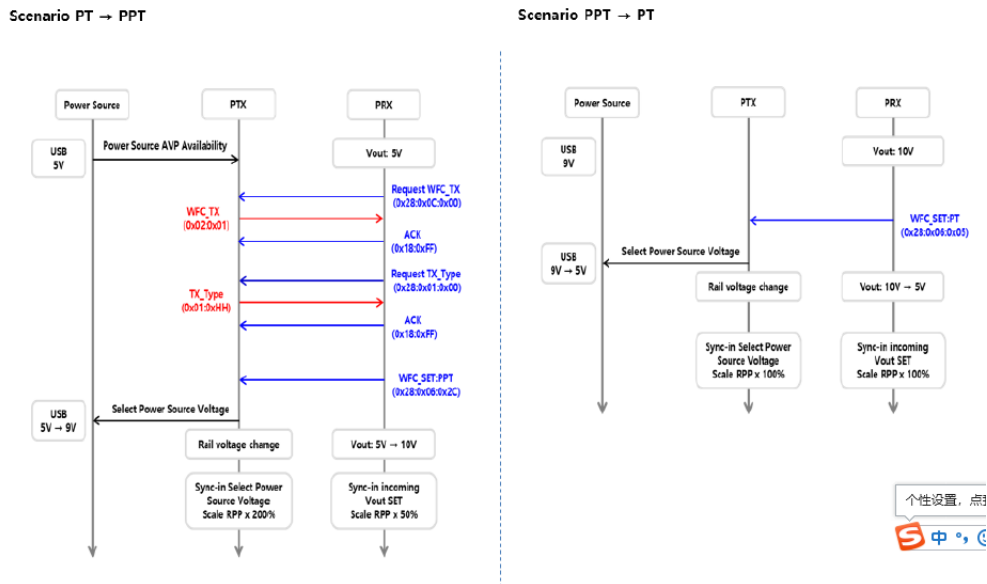 Scenario PT → PPT
Power Source
PTX
PRX
USB
5V
Power Source AVP Availability
Vout: 5V
Request WFC_TX
(0x28:0x0C:0x00)
WFC_TX
(0x02:0x01)
ACK
(0x18:0xFF)
Request TX_Type
(0x28:0x01:0x00)
TX_Type
(0x01:0xHH)
ACK
(0x18:0xFF)
WFC_SET:PPT
(0x28:0x06:0x2C)
USB
5V → 9V
Select Power Source Voltage
Rail voltage change
Vout: 5V → 10V
Sync-in Select Power
Source Voltage
Scale RPP x 200%
Sync-in incoming
Vout SET
Scale RPP x 50%
Scenario PPT → PT
Power Source
PTX
PRX
USB
9V
Vout: 10V
WFC_SET:PT
(0x28:0x06:0x05)
USB
9V → 5V
Select Power Source Voltage
Rail voltage change
Vout: 10V → 5V
Sync-in Select Power
Source Voltage
Scale RPP x 100%
Sync-in incoming
Vout SET
Scale RPP x 100%
个性设置，点
S 中 °,